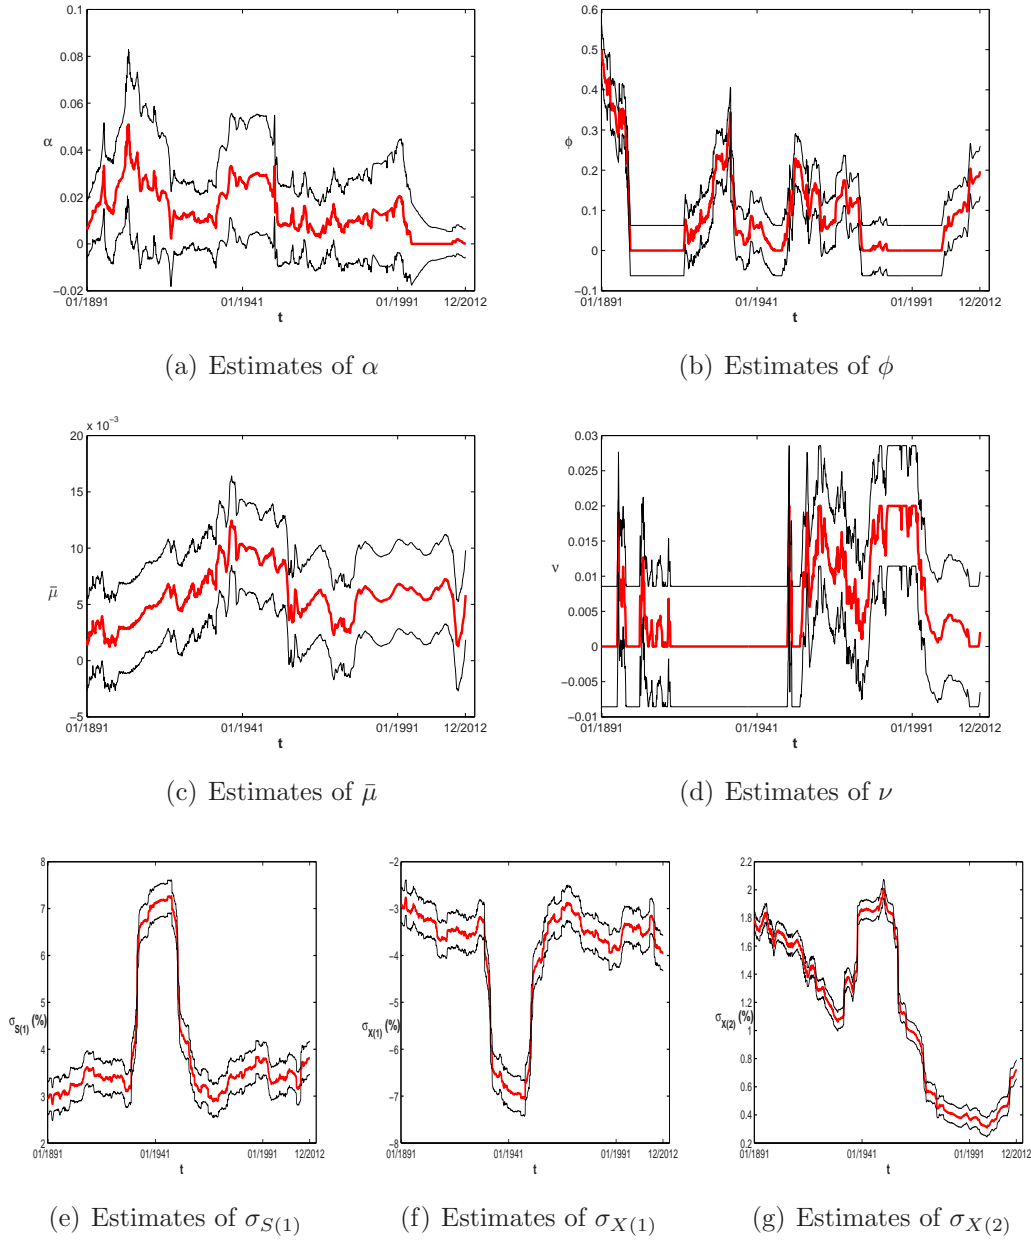 0.1
0.08
0.06
0.04
0.02
0
−0.02
α
01/1891 01/1941 01/1991 12/2012
t
(a) Estimates of α
0.6
0.5
0.4
0.3
0.2
0.1
0
−0.1
ϕ
01/1891 01/1941 01/1991 12/2012
t
(b) Estimates of ϕ
x 10⁻³
20
15
10
5
0
−5
μ̄
01/1891 01/1941 01/1991 12/2012
t
(c) Estimates of μ̄
0.03
0.025
0.02
0.015
0.01
0.005
0
−0.005
−0.01
ν
01/1891 01/1941 01/1991 12/2012
t
(d) Estimates of ν
8
7
6
5
4
3
2
σS(1) (%)
01/1891 01/1941 01/1991 12/2012
t
(e) Estimates of σS(1)
−2
−3
−4
−5
−6
−7
−8
σX(1) (%)
01/1891 01/1941 01/1991 12/2012
t
(f) Estimates of σX(1)
2.2
2
1.8
1.6
1.4
1.2
1
0.8
0.6
0.4
0.2
σX(2) (%)
01/1891 01/1941 01/1991 12/2012
t
(g) Estimates of σX(2)